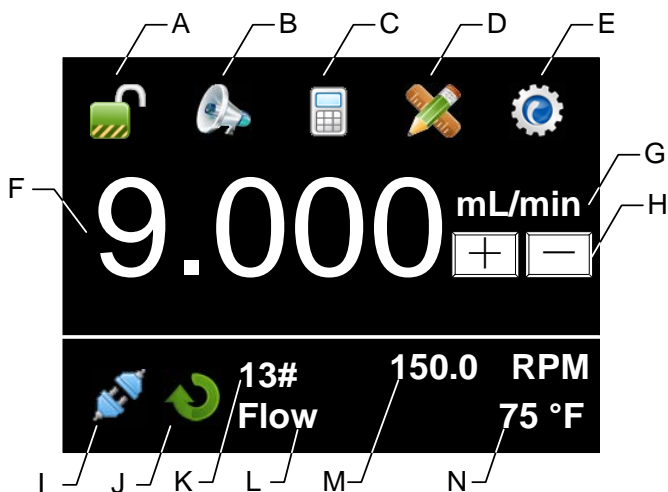 A B C D E
F 9.000 mL/min G
+ − H
13# 150.0 RPM
Flow 75 °F
I J K L M N